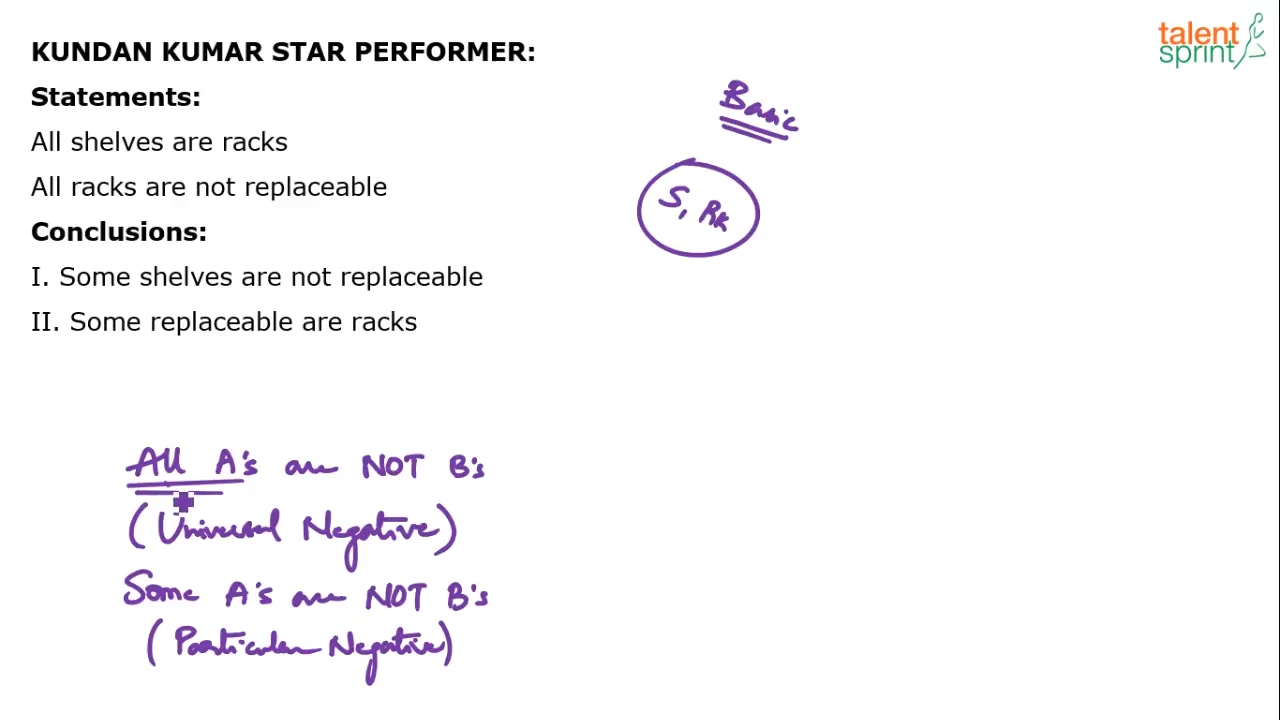 talent
sprint
KUNDAN KUMAR STAR PERFORMER:
Statements:
All shelves are racks
All racks are not replaceable
Conclusions:
I. Some shelves are not replaceable
II. Some replaceable are racks
Basic
S, RK
All A's are NOT B's
(Universal Negative)
Some A's are NOT B's
(Particular Negative)